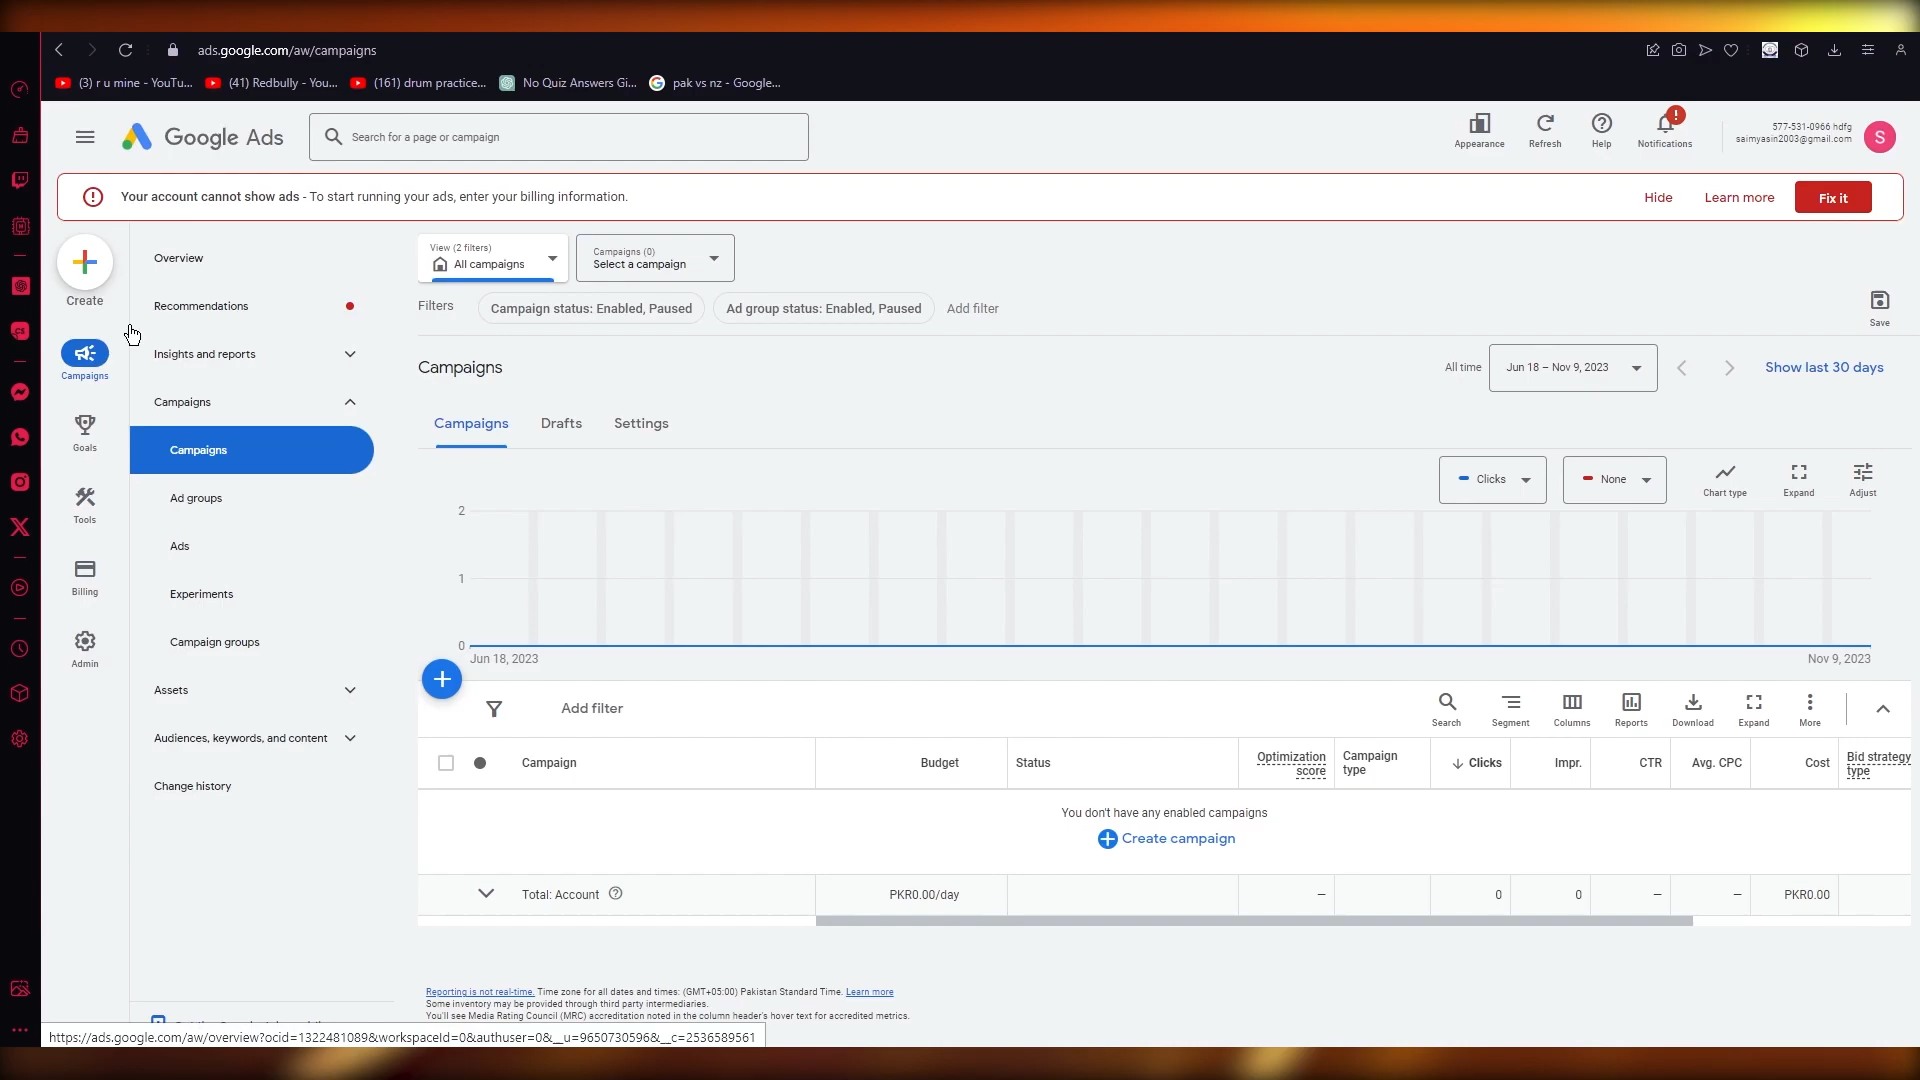 ads.google.com/aw/campaigns
(3) r u mine - YouTu...
(41) Redbully - You...
(161) drum practice...
No Quiz Answers Gi...
pak vs nz - Google...
Google Ads
Search for a page or campaign
Appearance
Refresh
Help
Notifications
577-531-0966 hdfg
saimyasin2003@gmail.com
S
Your account cannot show ads - To start running your ads, enter your billing information.
Hide
Learn more
Fix it
Create
Campaigns
Goals
Tools
Billing
Admin
Overview
Recommendations
Insights and reports
Campaigns
Campaigns
Ad groups
Ads
Experiments
Campaign groups
Assets
Audiences, keywords, and content
Change history
View (2 filters)
All campaigns
Campaigns (0)
Select a campaign
Filters
Campaign status: Enabled, Paused
Ad group status: Enabled, Paused
Add filter
Save
Campaigns
All time
Jun 18 – Nov 9, 2023
Show last 30 days
Campaigns
Drafts
Settings
Clicks
None
Chart type
Expand
Adjust
2
1
0
Jun 18, 2023
Nov 9, 2023
Add filter
Search
Segment
Columns
Reports
Download
Expand
More
Campaign
Budget
Status
Optimization score
Campaign type
Clicks
Impr.
CTR
Avg. CPC
Cost
Bid strategy type
You don't have any enabled campaigns
Create campaign
Total: Account
PKR0.00/day
–
0
0
–
–
PKR0.00
Reporting is not real-time. Time zone for all dates and times: (GMT+05:00) Pakistan Standard Time. Learn more
Some inventory may be provided through third party intermediaries.
You'll see Media Rating Council (MRC) accreditation noted in the column header's hover text for accredited metrics.
https://ads.google.com/aw/overview?ocid=1322481089&workspaceId=0&authuser=0&__u=9650730596&__c=2536589561